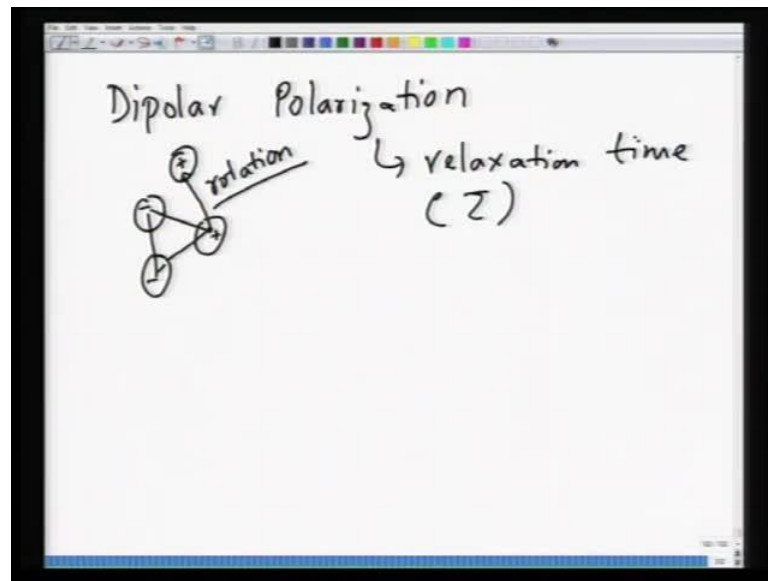 Dipolar Polarization
rotation
↳ relaxation time
(τ)
+
-
+
-